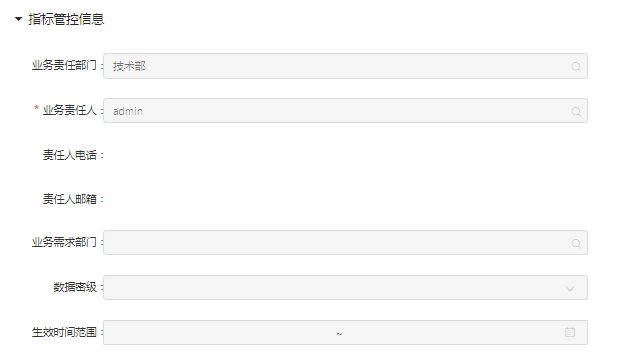 指标管控信息
业务责任部门： 技术部
* 业务责任人： admin
责任人电话：
责任人邮箱：
业务需求部门：
数据密级：
生效时间范围： ~